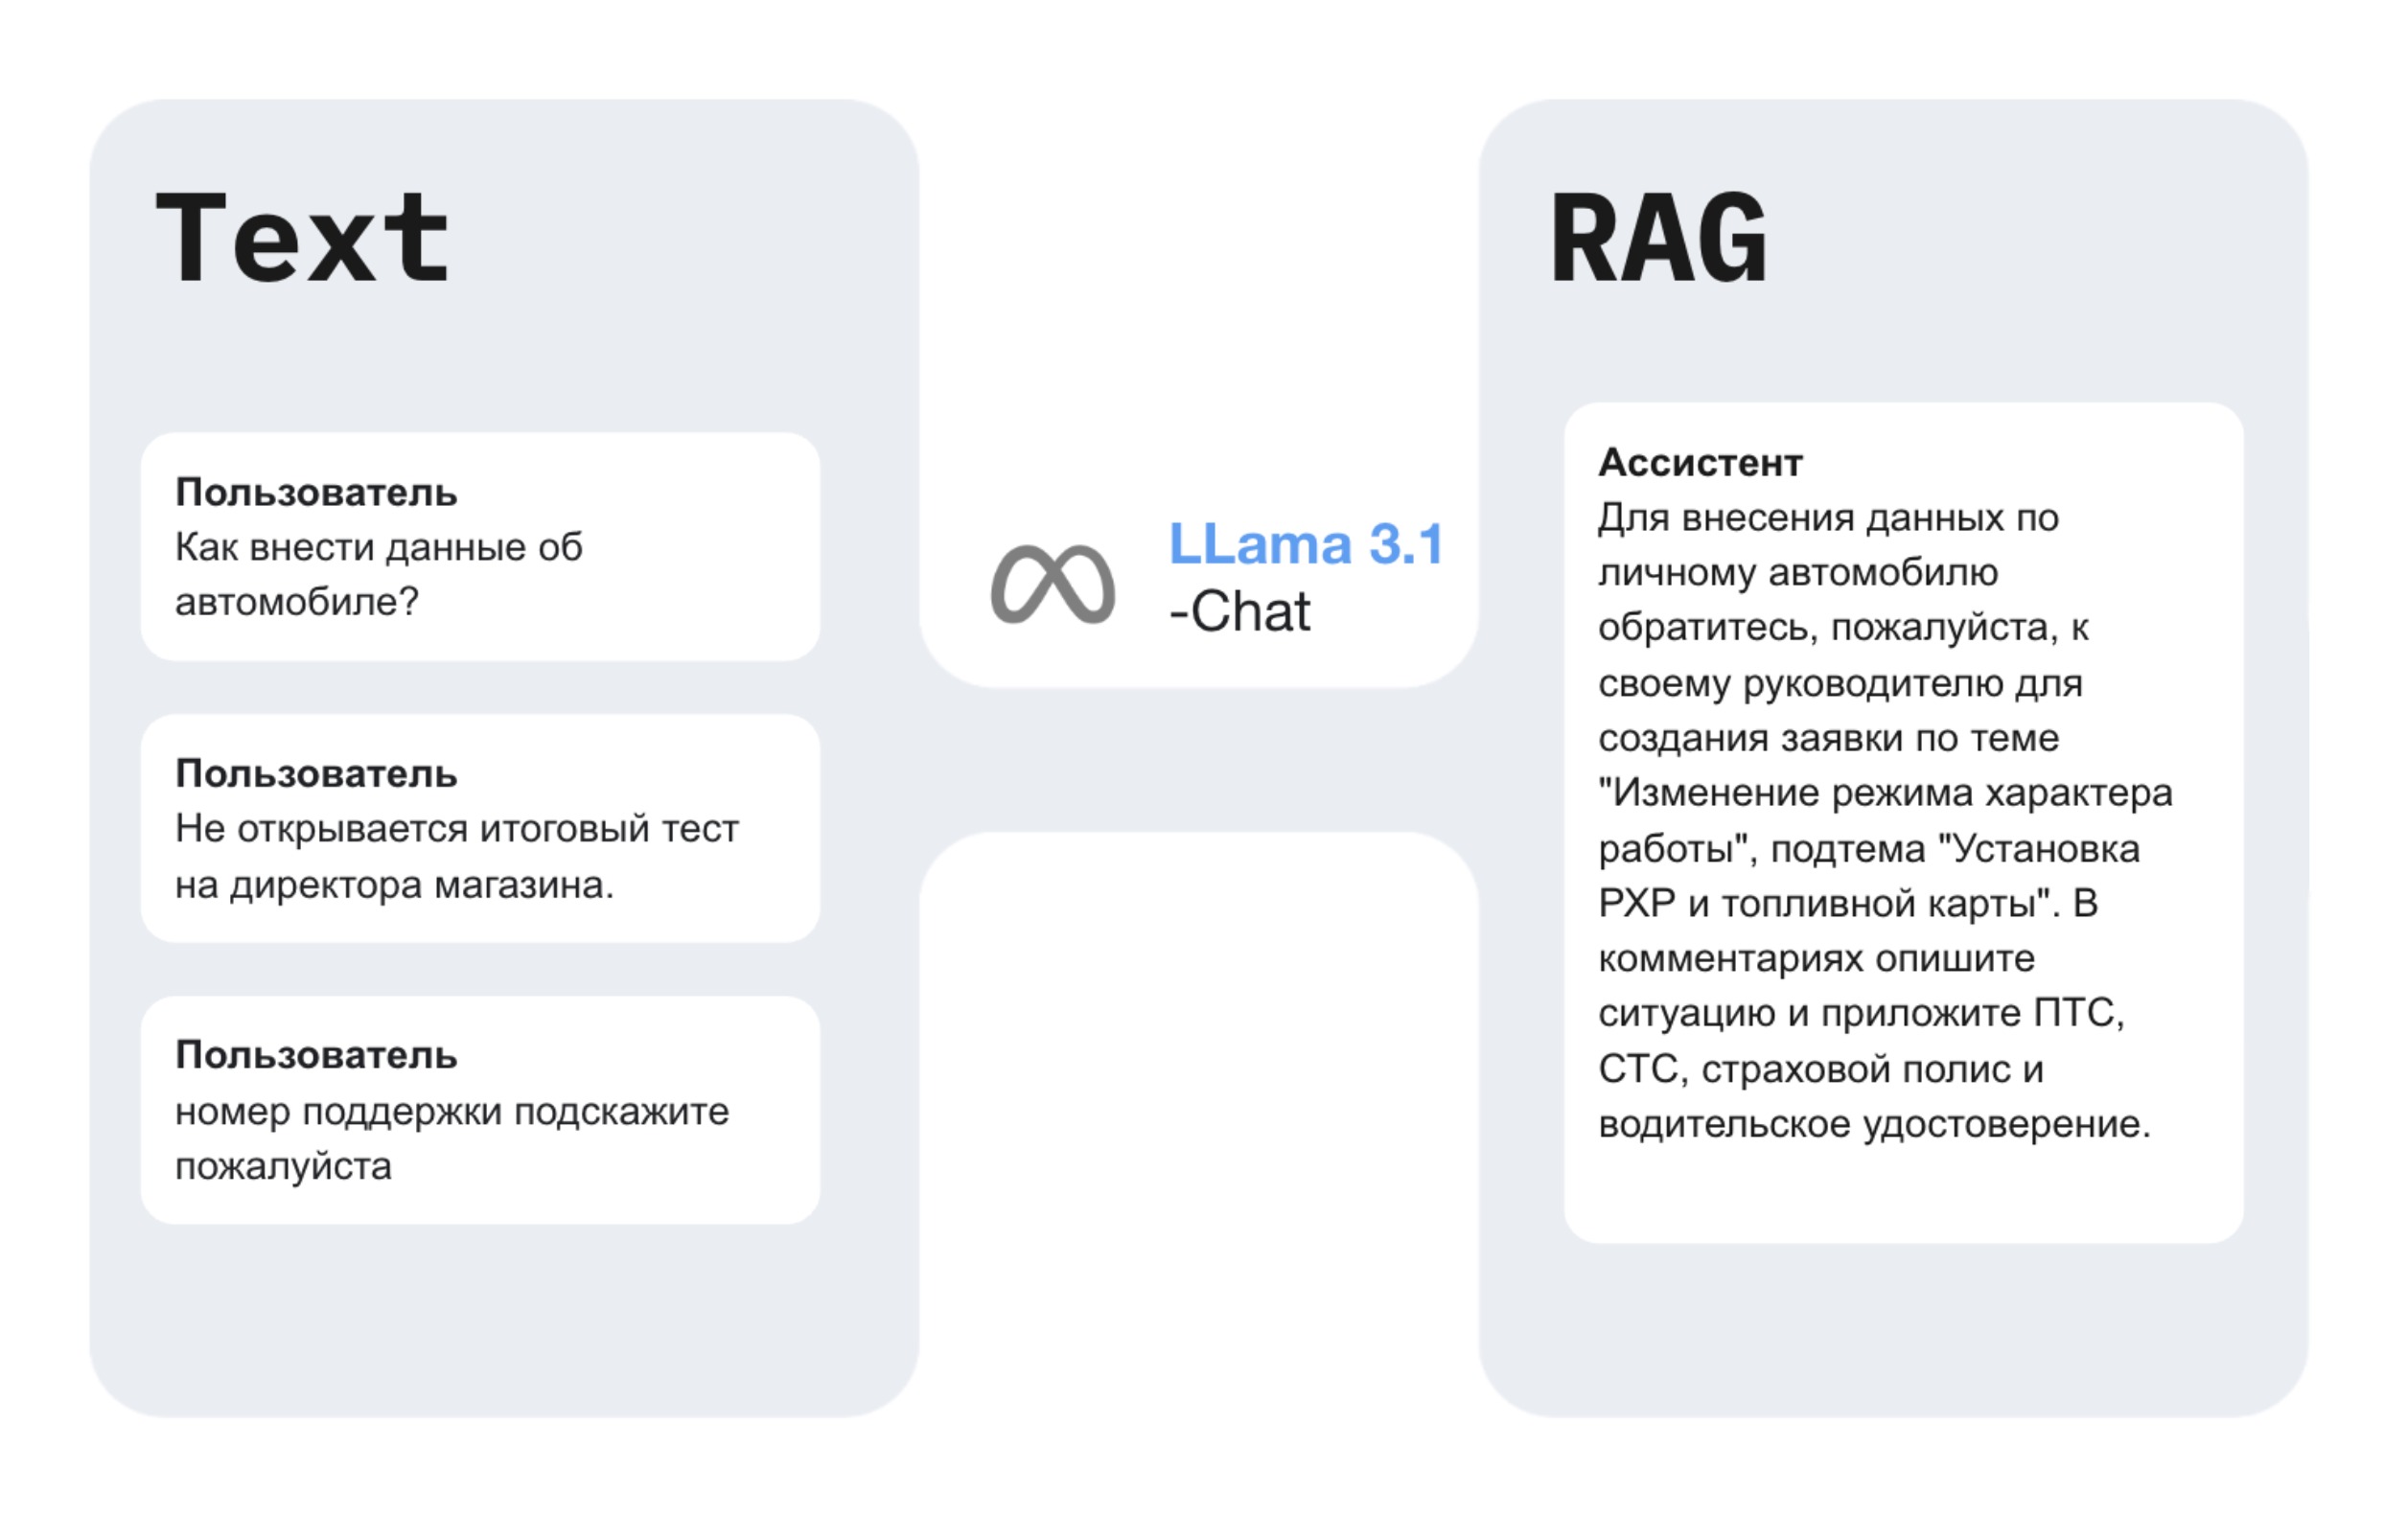 Text
Пользователь
Как внести данные об
автомобиле?
Пользователь
Не открывается итоговый тест
на директора магазина.
Пользователь
номер поддержки подскажите
пожалуйста
LLama 3.1
-Chat
RAG
Ассистент
Для внесения данных по
личному автомобилю
обратитесь, пожалуйста, к
своему руководителю для
создания заявки по теме
"Изменение режима характера
работы", подтема "Установка
РХР и топливной карты". В
комментариях опишите
ситуацию и приложите ПТС,
СТС, страховой полис и
водительское удостоверение.